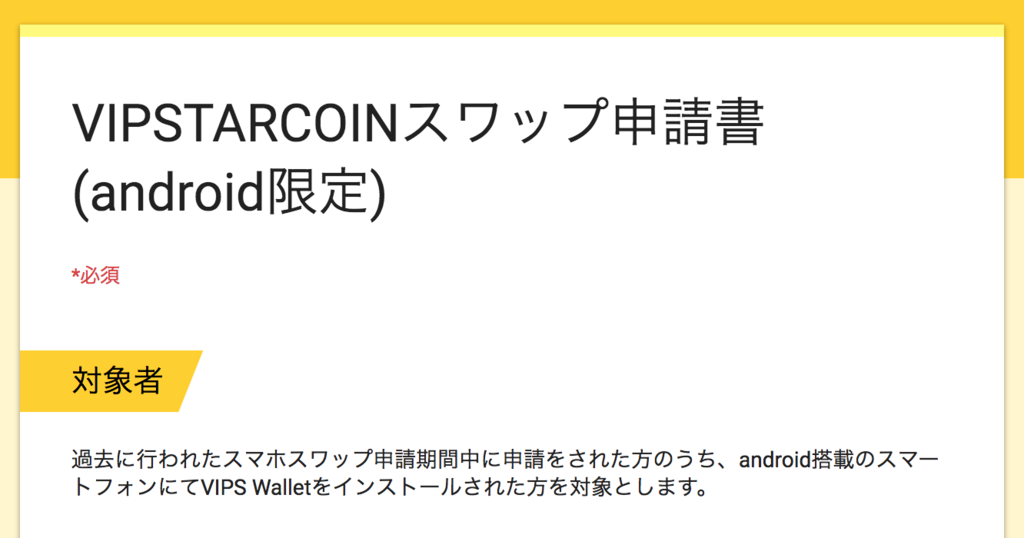 VIPSTARCOINスワップ申請書
(android限定)
*必須
対象者
過去に行われたスマホスワップ申請期間中に申請をされた方のうち、android搭載のスマー
トフォンにてVIPS Walletをインストールされた方を対象とします。